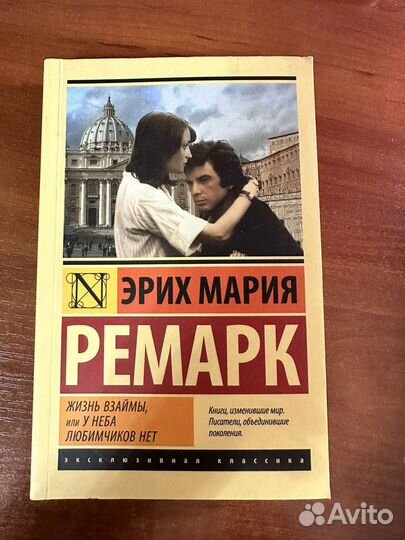 N
ЭРИХ МАРИЯ
РЕМАРК
ЖИЗНЬ ВЗАЙМЫ,
ИЛИ У НЕБА
ЛЮБИМЧИКОВ НЕТ
Книги, изменившие мир.
Писатели, объединившие
поколения.
эксклюзивная классика
Avito